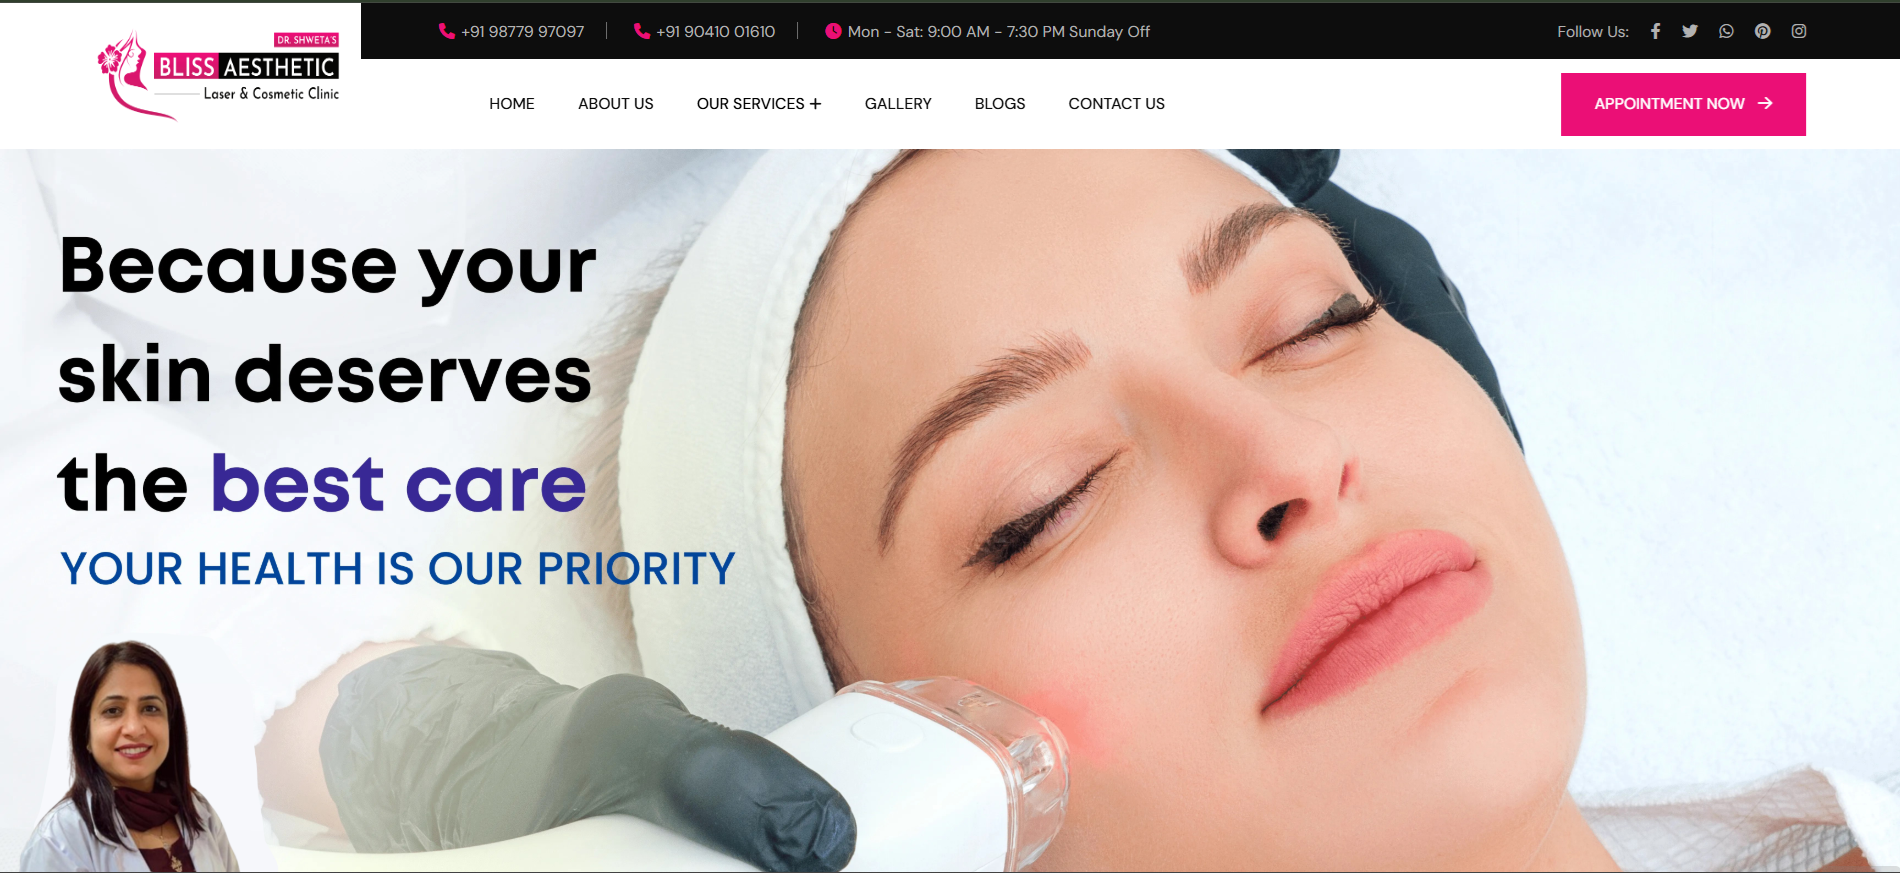 DR. SHWETA'S
BLISS AESTHETIC
Laser & Cosmetic Clinic
+91 98779 97097
+91 90410 01610
Mon - Sat: 9:00 AM - 7:30 PM Sunday Off
Follow Us:
HOME
ABOUT US
OUR SERVICES +
GALLERY
BLOGS
CONTACT US
APPOINTMENT NOW →
Because your
skin deserves
the best care
YOUR HEALTH IS OUR PRIORITY